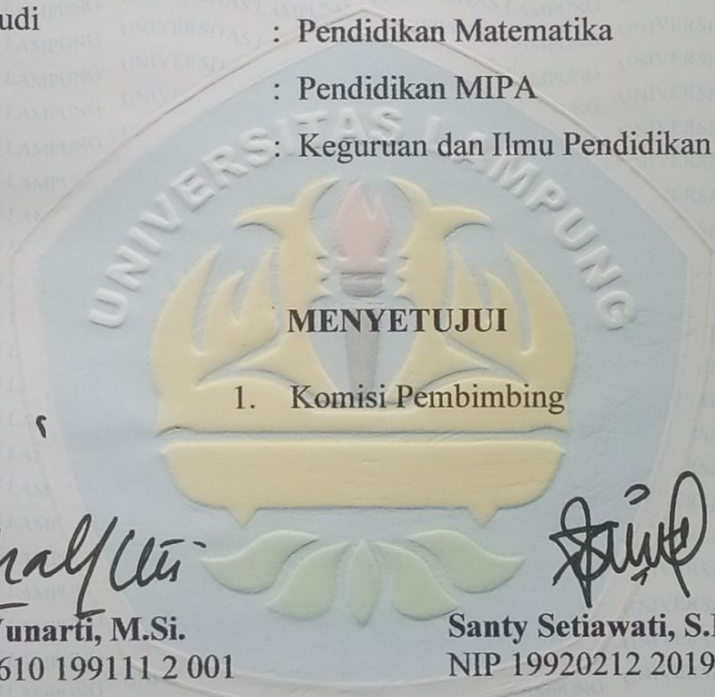 udi : Pendidikan Matematika
: Pendidikan MIPA
: Keguruan dan Ilmu Pendidikan
UNIVERSITAS LAMPUNG
MENYETUJUI
1. Komisi Pembimbing
unarti, M.Si. Santy Setiawati, S.
610 199111 2 001 NIP 19920212 2019